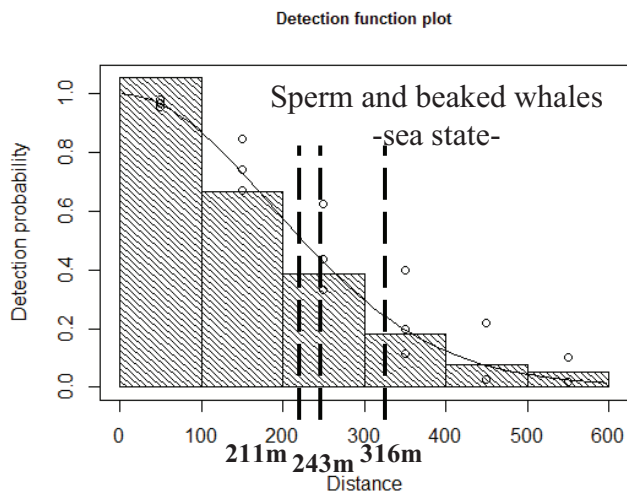 Detection function plot
Sperm and beaked whales
-sea state-
Detection probability
1.0
0.8
0.6
0.4
0.2
0.0
0 100 200 300 400 500 600
211m 243m 316m
Distance